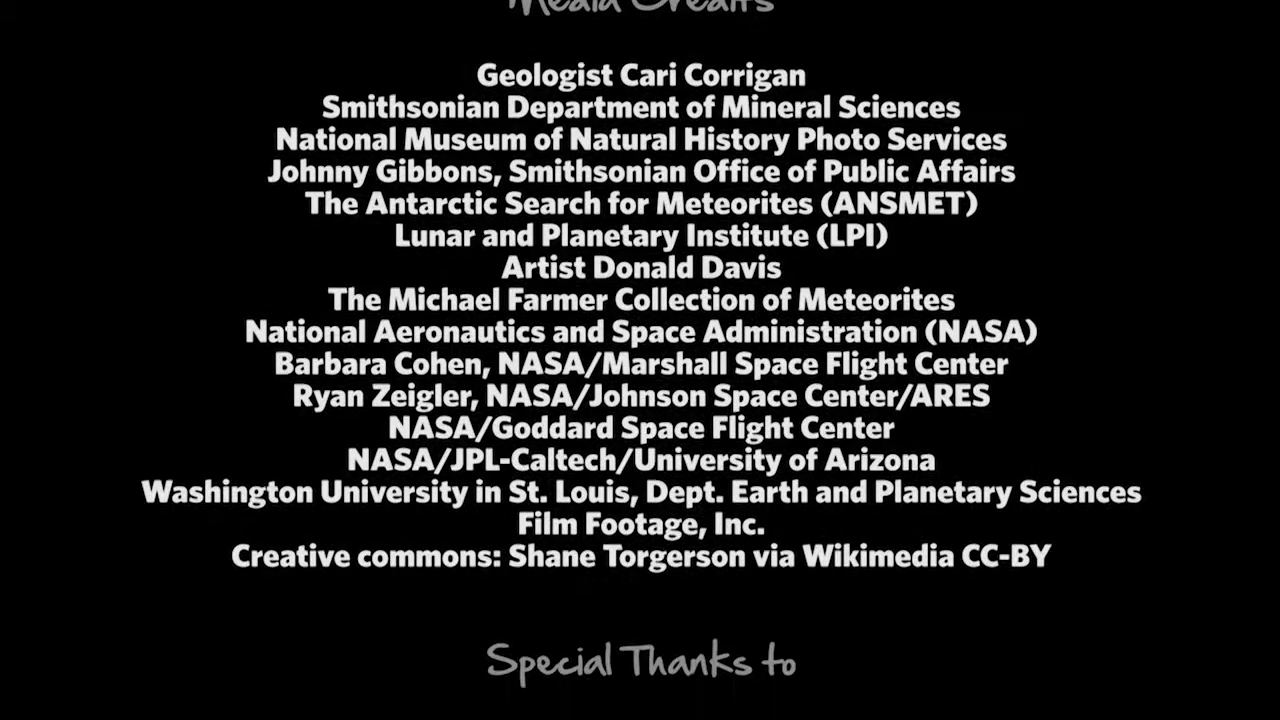 Media Credits
Geologist Cari Corrigan
Smithsonian Department of Mineral Sciences
National Museum of Natural History Photo Services
Johnny Gibbons, Smithsonian Office of Public Affairs
The Antarctic Search for Meteorites (ANSMET)
Lunar and Planetary Institute (LPI)
Artist Donald Davis
The Michael Farmer Collection of Meteorites
National Aeronautics and Space Administration (NASA)
Barbara Cohen, NASA/Marshall Space Flight Center
Ryan Zeigler, NASA/Johnson Space Center/ARES
NASA/Goddard Space Flight Center
NASA/JPL-Caltech/University of Arizona
Washington University in St. Louis, Dept. Earth and Planetary Sciences
Film Footage, Inc.
Creative commons: Shane Torgerson via Wikimedia CC-BY
Special Thanks to